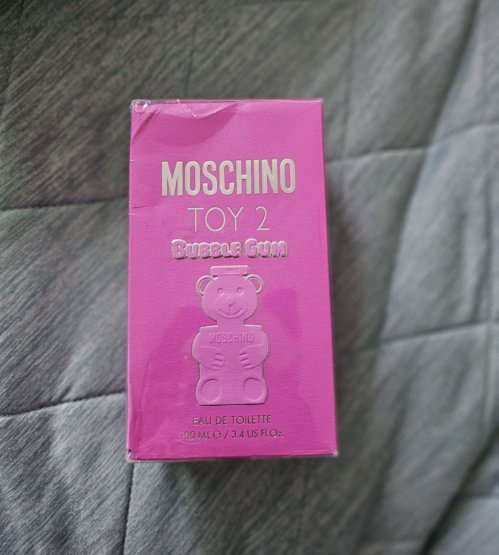 MOSCHINO
TOY 2
BUBBLE GUM
MOSCHINO
EAU DE TOILETTE
100 ML ℮ / 3.4 US Fl.Oz.